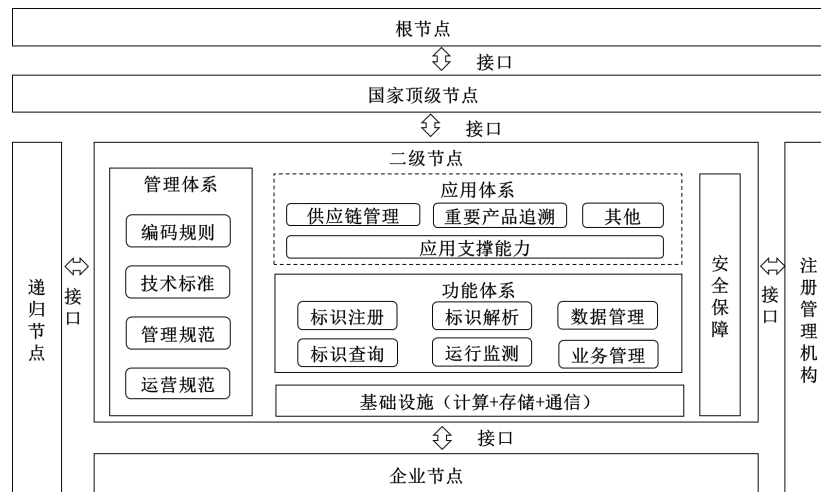 根节点
接口
国家顶级节点
接口
二级节点
管理体系
编码规则
技术标准
管理规范
运营规范
应用体系
供应链管理 重要产品追溯 其他
应用支撑能力
功能体系
标识注册 标识解析 数据管理
标识查询 运行监测 业务管理
基础设施（计算+存储+通信）
安全保障
递归节点
接口
接口
注册管理机构
接口
企业节点